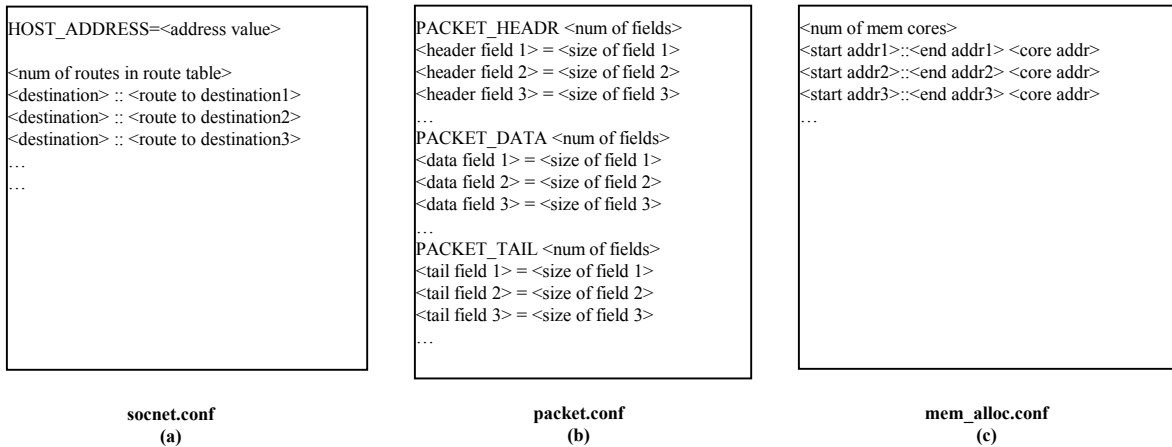 HOST_ADDRESS=<address value>
<num of routes in route table>
<destination> :: <route to destination1>
<destination> :: <route to destination2>
<destination> :: <route to destination3>
…
…
socnet.conf
(a)
PACKET_HEADR <num of fields>
<header field 1> = <size of field 1>
<header field 2> = <size of field 2>
<header field 3> = <size of field 3>
…
PACKET_DATA <num of fields>
<data field 1> = <size of field 1>
<data field 2> = <size of field 2>
<data field 3> = <size of field 3>
…
PACKET_TAIL <num of fields>
<tail field 1> = <size of field 1>
<tail field 2> = <size of field 2>
<tail field 3> = <size of field 3>
…
packet.conf
(b)
<num of mem cores>
<start addr1>::<end addr1> <core addr>
<start addr2>::<end addr2> <core addr>
<start addr3>::<end addr3> <core addr>
…
mem_alloc.conf
(c)